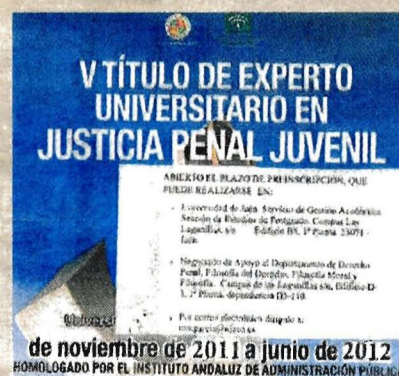 V TÍTULO DE EXPERTO
UNIVERSITARIO EN
JUSTICIA PENAL JUVENIL
ABIERTO EL PLAZO DE PREINSCRIPCIÓN, QUE
PUEDE REALIZARSE EN:
Universidad de Jaén Servicio de Gestión Académica
Sección de Estudios de Postgrado. Campus Las
Lagunillas, s/n Edificio B5, 1ª Planta. 23071 -
Jaén.
Negociado de Apoyo al Departamento de Derecho
Penal, Filosofía del Derecho, Filosofía Moral y
Filosofía. Campus de las Lagunillas s/n, Edificio D-
1ª Planta, dependencia D3-110.
Por correo electrónico dirigido a:
de noviembre de 2011 a junio de 2012
HOMOLOGADO POR EL INSTITUTO ANDALUZ DE ADMINISTRACIÓN PÚBLICA